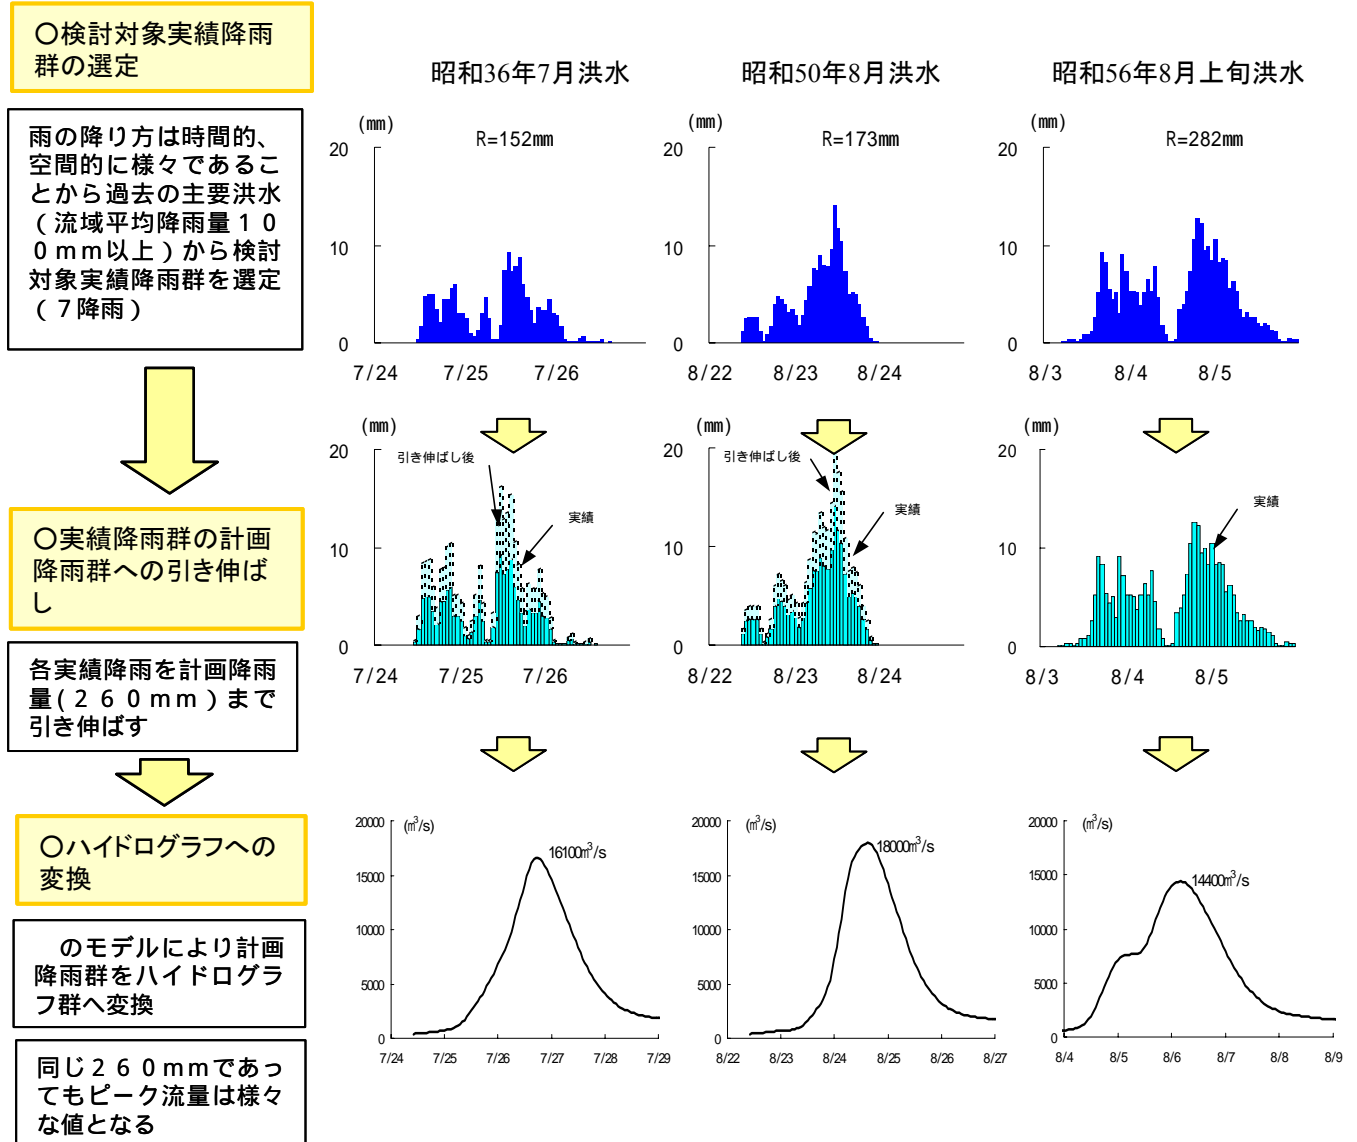 〇検討対象実績降雨
群の選定
雨の降り方は時間的、
空間的に様々であるこ
とから過去の主要洪水
(流域平均降雨量10
0mm以上)から検討
対象実績降雨群を選定
(7降雨)
〇実績降雨群の計画
降雨群への引き伸ば
し
各実績降雨を計画降雨
量(260mm)まで
引き伸ばす
〇ハイドログラフへの
変換
のモデルにより計画
降雨群をハイドログラ
フ群へ変換
同じ260mmであっ
てもピーク流量は様々
な値となる
昭和36年7月洪水
(mm)
R=152mm
20
10
0
7/24 7/25 7/26
昭和50年8月洪水
(mm)
R=173mm
20
10
0
8/22 8/23 8/24
昭和56年8月上旬洪水
(mm)
R=282mm
20
10
0
8/3 8/4 8/5
(mm)
20
引き伸ばし後
実績
10
0
7/24 7/25 7/26
(mm)
20
引き伸ばし後
実績
10
0
8/22 8/23 8/24
(mm)
20
実績
10
0
8/3 8/4 8/5
20000 (㎥/s)
16100㎥/s
15000
10000
5000
0
7/24 7/25 7/26 7/27 7/28 7/29
20000 (㎥/s)
18000㎥/s
15000
10000
5000
0
8/22 8/23 8/24 8/25 8/26 8/27
20000 (㎥/s)
14400㎥/s
15000
10000
5000
0
8/4 8/5 8/6 8/7 8/8 8/9